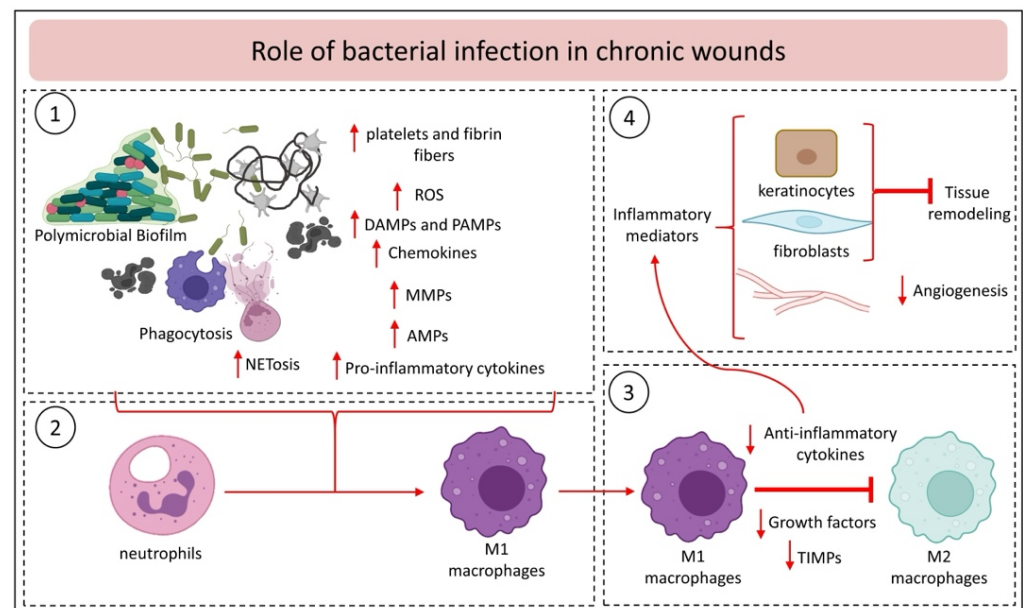 Role of bacterial infection in chronic wounds
1
platelets and fibrin
fibers
ROS
DAMPs and PAMPs
Chemokines
MMPs
AMPs
Pro-inflammatory cytokines
Polymicrobial Biofilm
Phagocytosis
NETosis
2
neutrophils
M1
macrophages
4
Inflammatory
mediators
keratinocytes
fibroblasts
Tissue
remodeling
Angiogenesis
3
M1
macrophages
Anti-inflammatory
cytokines
Growth factors
TIMPs
M2
macrophages